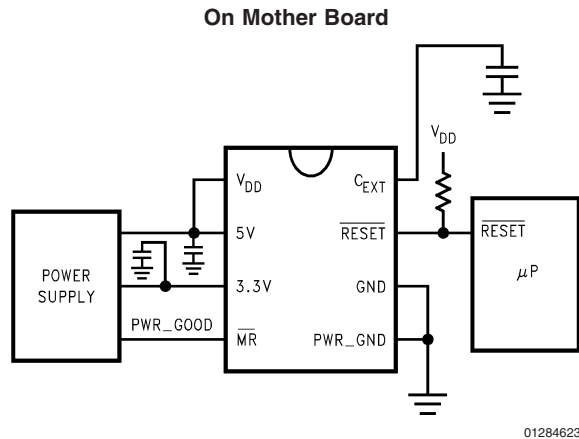 On Mother Board
V_DD
V_DD
C_EXT
5V
RESET
RESET
POWER
SUPPLY
3.3V
GND
μP
PWR_GOOD
MR
PWR_GND
01284623